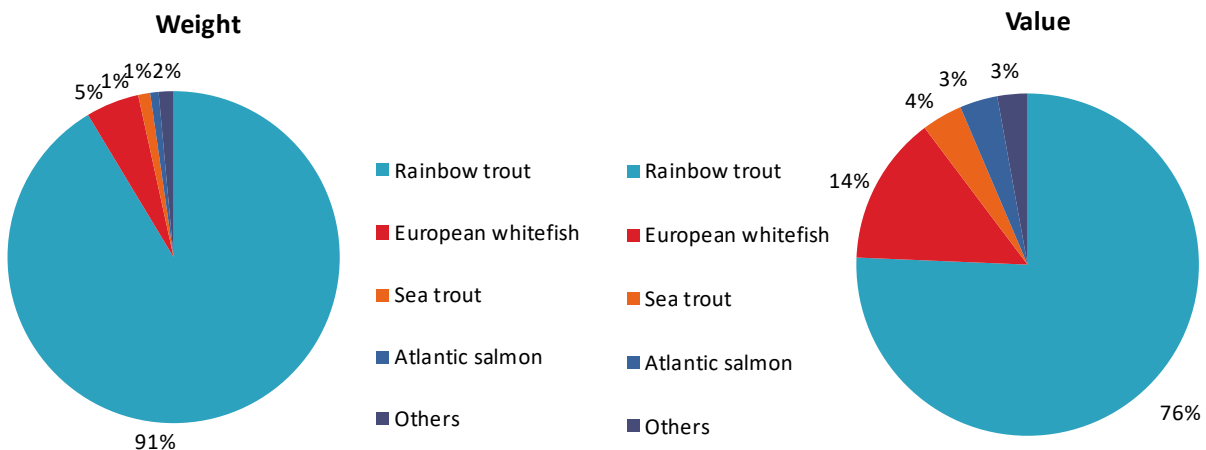 Weight
5%
1%
1%
2%
91%
Rainbow trout
European whitefish
Sea trout
Atlantic salmon
Others
Value
Rainbow trout
European whitefish
Sea trout
Atlantic salmon
Others
14%
4%
3%
3%
76%